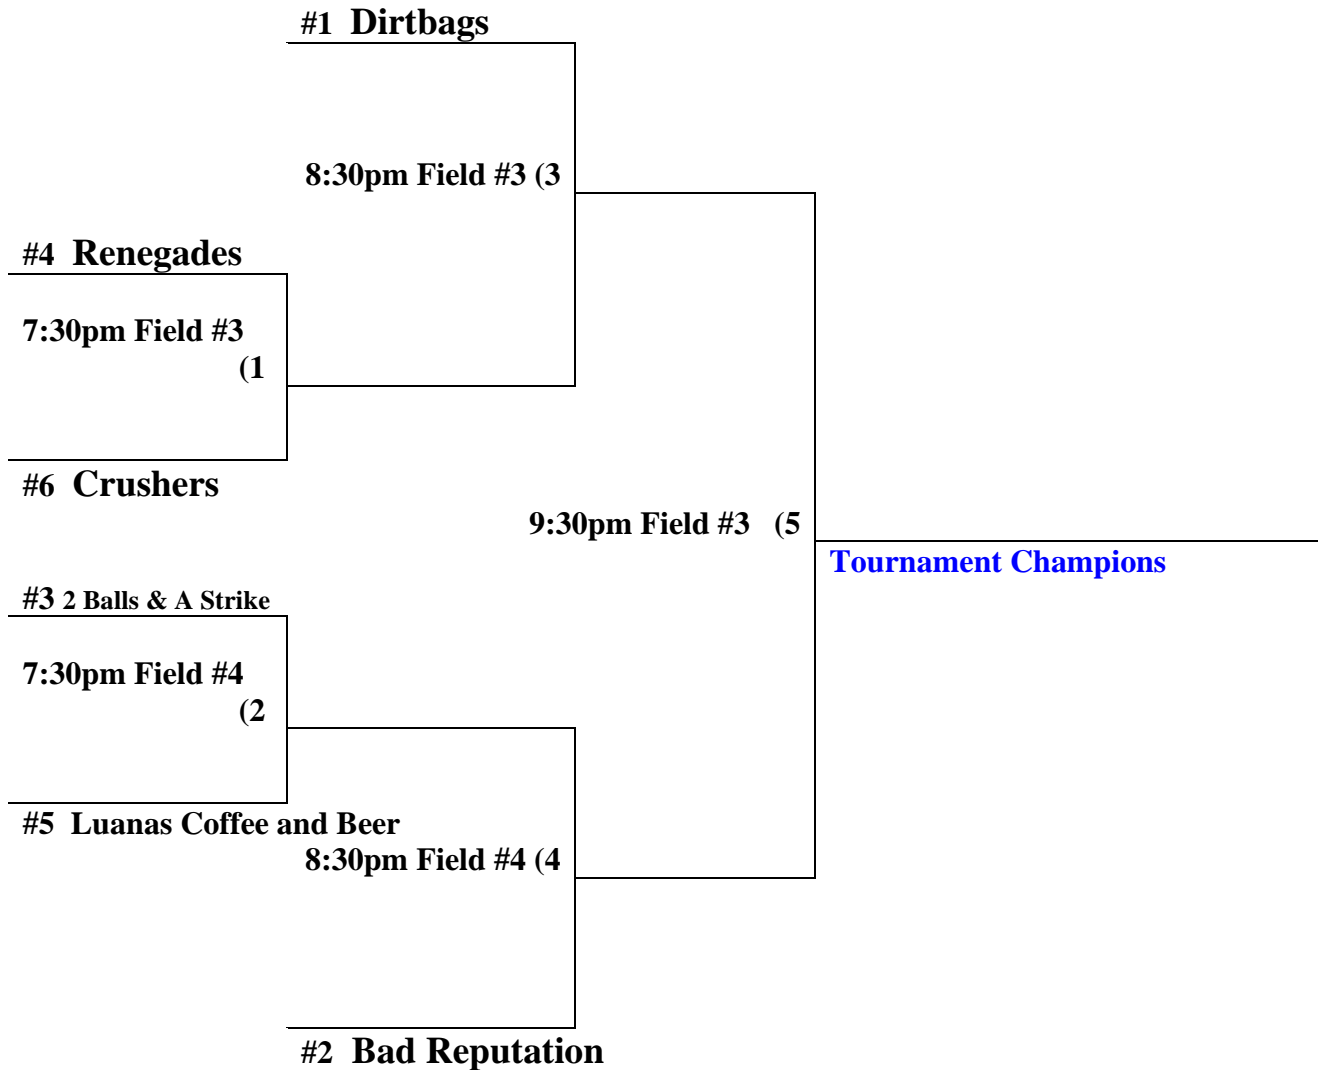 #1 Dirtbags
8:30pm Field #3 (3
#4 Renegades
7:30pm Field #3
(1
#6 Crushers
9:30pm Field #3 (5
Tournament Champions
#3 2 Balls & A Strike
7:30pm Field #4
(2
#5 Luanas Coffee and Beer
8:30pm Field #4 (4
#2 Bad Reputation